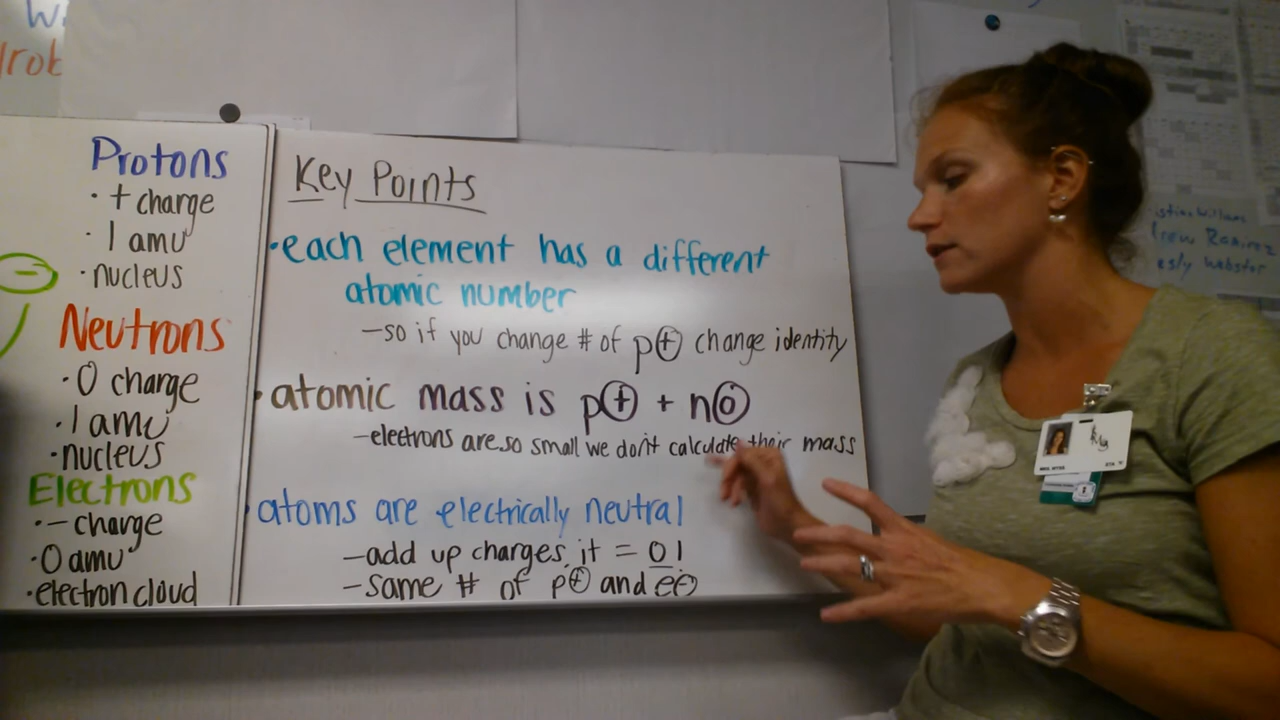 Protons
• + charge
• 1 amu
• nucleus
Neutrons
• 0 charge
• 1 amu
• nucleus
Electrons
• – charge
• 0 amu
• electron cloud
Key Points
• each element has a different
atomic number
– so if you change # of p⊕ change identity
• atomic mass is p⊕ + n⓪
– electrons are so small we don't calculate their mass
• atoms are electrically neutral
– add up charges, it = 0!
– same # of p⊕ and e⊖
Ramirez
Webster